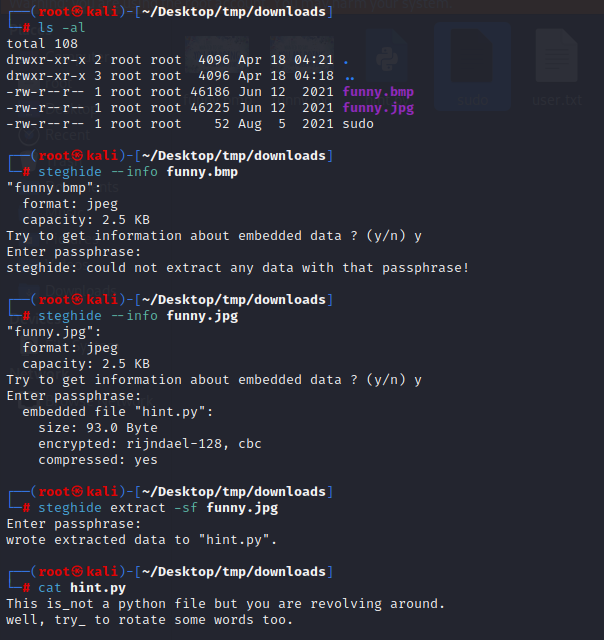 ┌──(root㉿kali)-[~/Desktop/tmp/downloads]
└─# ls -al
total 108
drwxr-xr-x 2 root root  4096 Apr 18 04:21 .
drwxr-xr-x 3 root root  4096 Apr 18 04:18 ..
-rw-r--r-- 1 root root 46186 Jun 12  2021 funny.bmp
-rw-r--r-- 1 root root 46225 Jun 12  2021 funny.jpg
-rw-r--r-- 1 root root    52 Aug  5  2021 sudo
┌──(root㉿kali)-[~/Desktop/tmp/downloads]
└─# steghide --info funny.bmp
"funny.bmp":
  format: jpeg
  capacity: 2.5 KB
Try to get information about embedded data ? (y/n) y
Enter passphrase:
steghide: could not extract any data with that passphrase!
┌──(root㉿kali)-[~/Desktop/tmp/downloads]
└─# steghide --info funny.jpg
"funny.jpg":
  format: jpeg
  capacity: 2.5 KB
Try to get information about embedded data ? (y/n) y
Enter passphrase:
  embedded file "hint.py":
    size: 93.0 Byte
    encrypted: rijndael-128, cbc
    compressed: yes
┌──(root㉿kali)-[~/Desktop/tmp/downloads]
└─# steghide extract -sf funny.jpg
Enter passphrase:
wrote extracted data to "hint.py".
┌──(root㉿kali)-[~/Desktop/tmp/downloads]
└─# cat hint.py
This is_not a python file but you are revolving around.
well, try_ to rotate some words too.